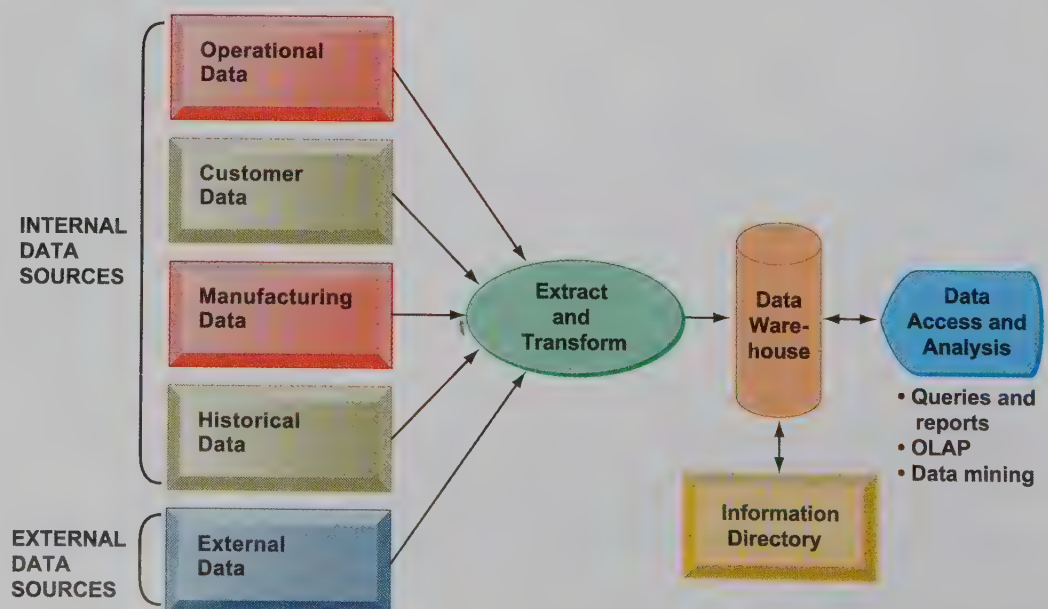 INTERNAL
DATA
SOURCES
Operational
Data
Customer
Data
Manufacturing
Data
Historical
Data
EXTERNAL
DATA
SOURCES
External
Data
Extract
and
Transform
Data
Ware-
house
Information
Directory
Data
Access and
Analysis
• Queries and
reports
• OLAP
• Data mining